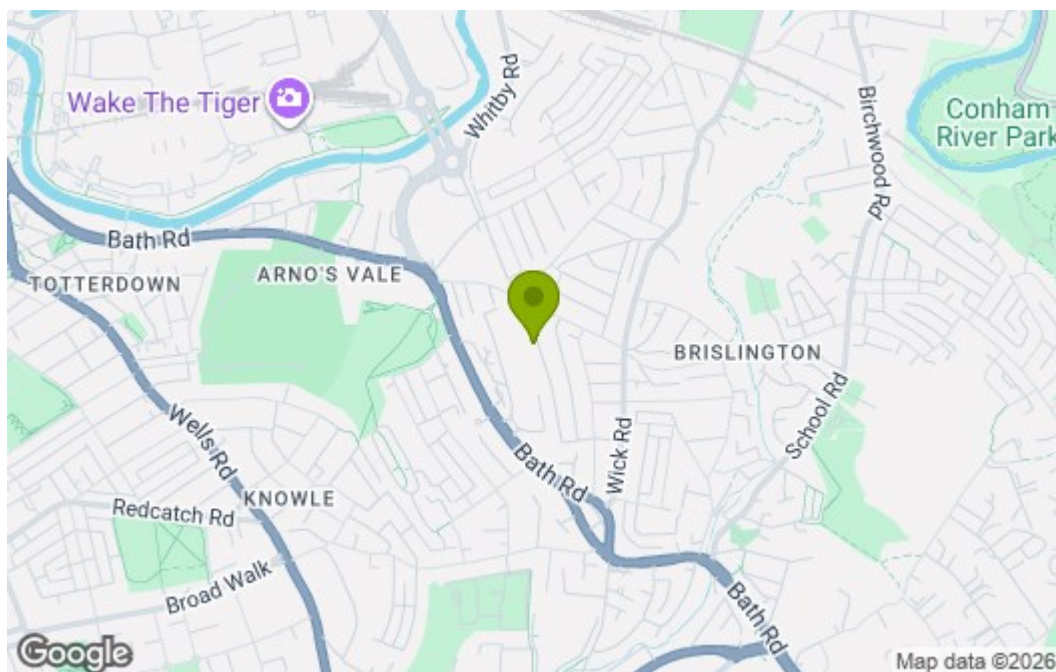 Wake The Tiger
Whitby Rd
Birchwood Rd
Conham
River Park
Bath Rd
ARNO'S VALE
TOTTERDOWN
BRISLINGTON
School Rd
Wells Rd
Wick Rd
Bath Rd
KNOWLE
Redcatch Rd
Broad Walk
Bath Rd
Google
Map data ©2026